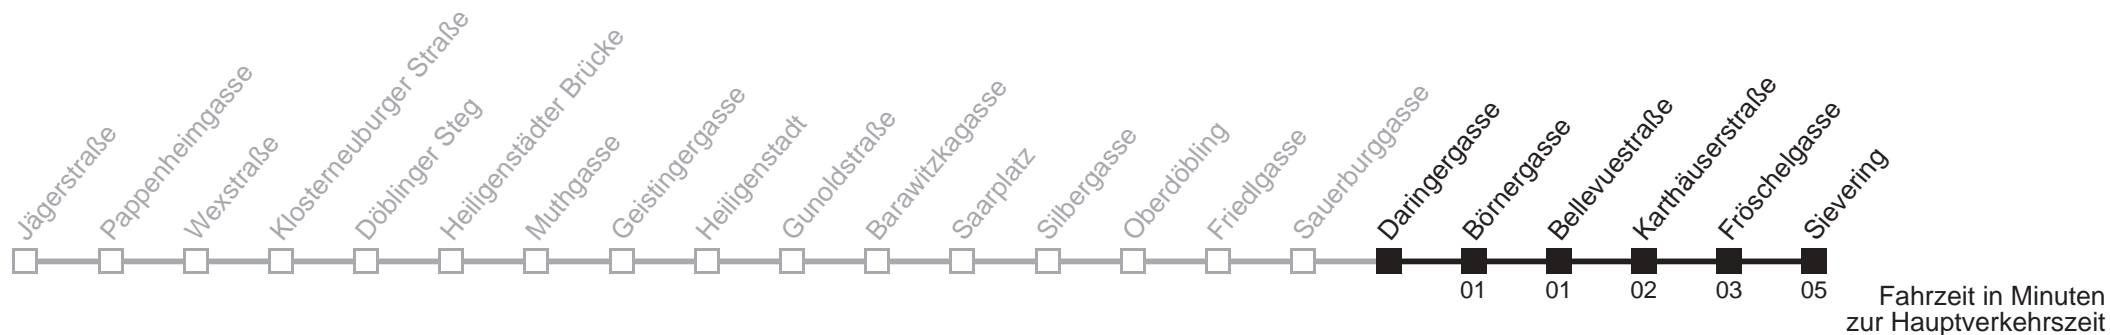 Jägerstraße
Pappenheimgasse
Wexstraße
Klosterneuburger Straße
Döblinger Steg
Heiligenstädter Brücke
Muthgasse
Geistingergasse
Heiligenstadt
Gunoldstraße
Barawitzkagasse
Saarplatz
Silbergasse
Oberdöbling
Friedlgasse
Sauerburggasse
Daringergasse
Börnergasse
Bellevuestraße
Karthäuserstraße
Fröschelgasse
Sievering
01 01 02 03 05
Fahrzeit in Minuten
zur Hauptverkehrszeit